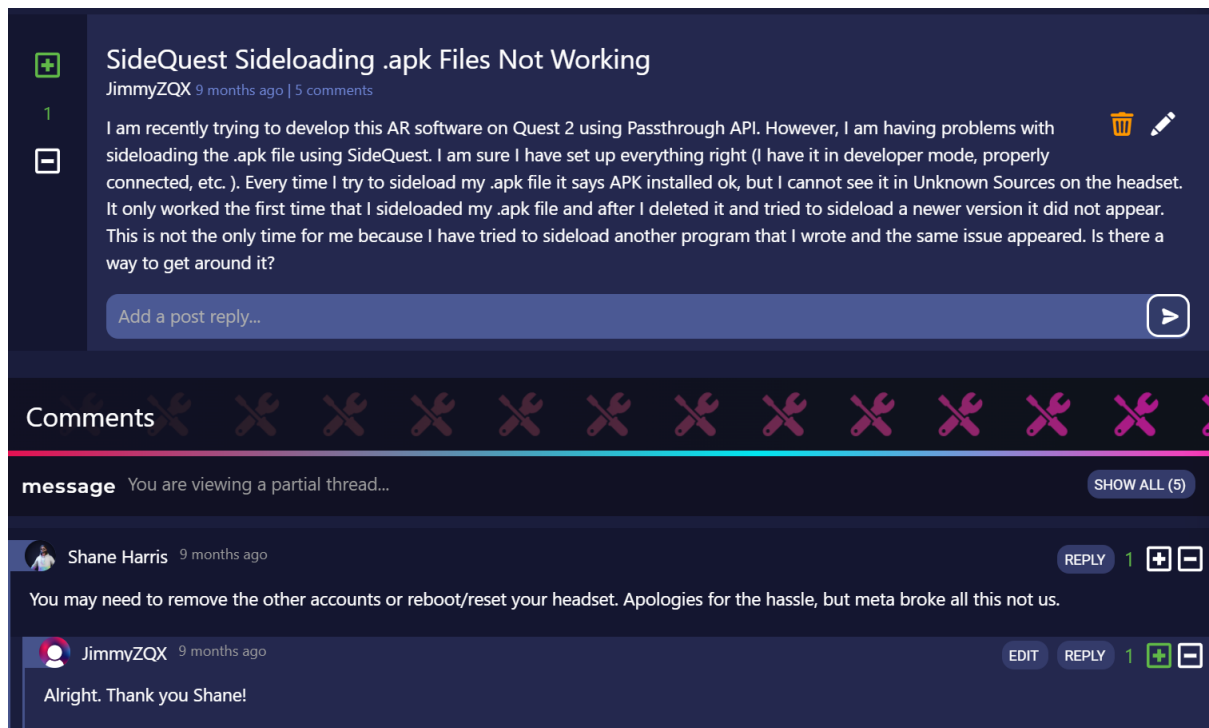 SideQuest Sideloading .apk Files Not Working
JimmyZQX 9 months ago | 5 comments
1
I am recently trying to develop this AR software on Quest 2 using Passthrough API. However, I am having problems with
sideloading the .apk file using SideQuest. I am sure I have set up everything right (I have it in developer mode, properly
connected, etc. ). Every time I try to sideload my .apk file it says APK installed ok, but I cannot see it in Unknown Sources on the headset.
It only worked the first time that I sideloaded my .apk file and after I deleted it and tried to sideload a newer version it did not appear.
This is not the only time for me because I have tried to sideload another program that I wrote and the same issue appeared. Is there a
way to get around it?
Add a post reply...
Comments
message You are viewing a partial thread... SHOW ALL (5)
Shane Harris 9 months ago REPLY 1
You may need to remove the other accounts or reboot/reset your headset. Apologies for the hassle, but meta broke all this not us.
JimmyZQX 9 months ago EDIT REPLY 1
Alright. Thank you Shane!